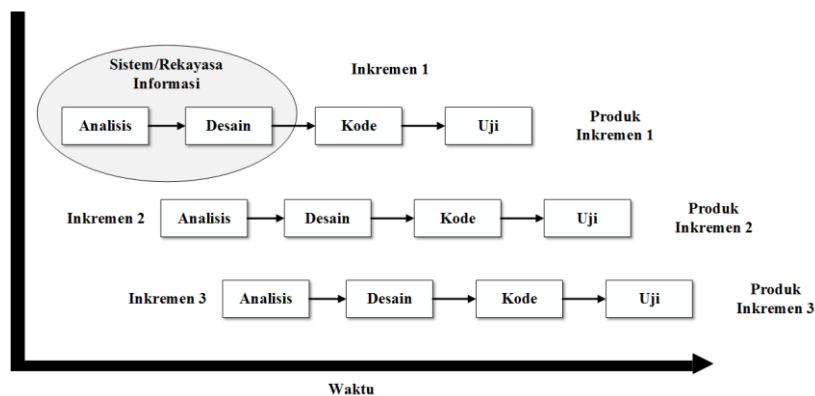 Sistem/Rekayasa
Informasi
Inkremen 1
Analisis
Desain
Kode
Uji
Produk
Inkremen 1
Inkremen 2
Analisis
Desain
Kode
Uji
Produk
Inkremen 2
Inkremen 3
Analisis
Desain
Kode
Uji
Produk
Inkremen 3
Waktu